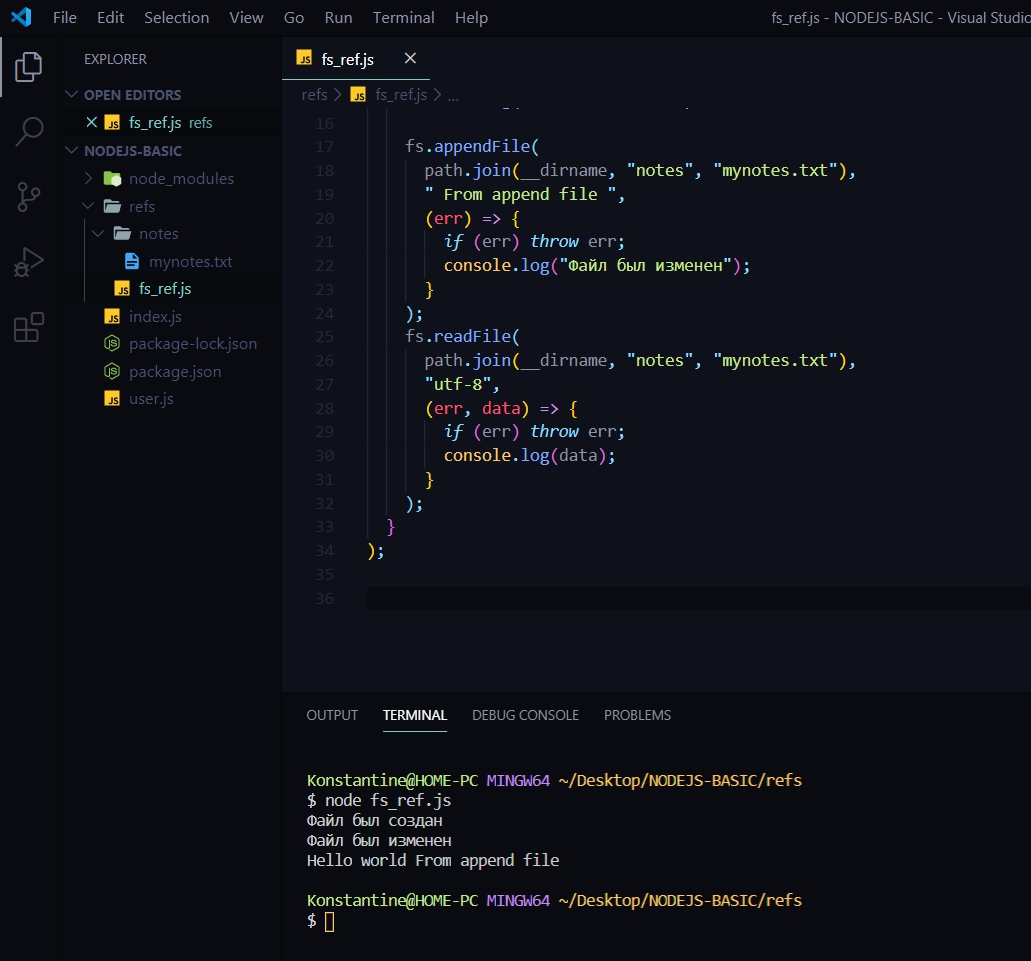 File Edit Selection View Go Run Terminal Help fs_ref.js - NODEJS-BASIC - Visual Studio
EXPLORER
OPEN EDITORS
JS fs_ref.js refs
NODEJS-BASIC
node_modules
refs
notes
mynotes.txt
JS fs_ref.js
JS index.js
package-lock.json
package.json
JS user.js
JS fs_ref.js
refs > JS fs_ref.js > ...
16
17 fs.appendFile(
18 path.join(__dirname, "notes", "mynotes.txt"),
19 " From append file ",
20 (err) => {
21 if (err) throw err;
22 console.log("Файл был изменен");
23 }
24 );
25 fs.readFile(
26 path.join(__dirname, "notes", "mynotes.txt"),
27 "utf-8",
28 (err, data) => {
29 if (err) throw err;
30 console.log(data);
31 }
32 );
33 }
34 );
35
36
OUTPUT TERMINAL DEBUG CONSOLE PROBLEMS
Konstantine@HOME-PC MINGW64 ~/Desktop/NODEJS-BASIC/refs
$ node fs_ref.js
Файл был создан
Файл был изменен
Hello world From append file
Konstantine@HOME-PC MINGW64 ~/Desktop/NODEJS-BASIC/refs
$